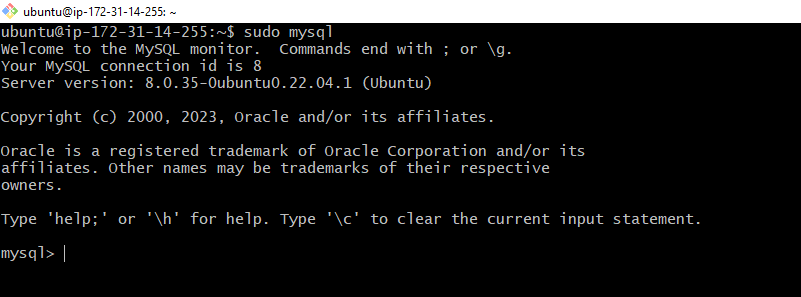 ubuntu@ip-172-31-14-255: ~
ubuntu@ip-172-31-14-255:~$ sudo mysql
Welcome to the MySQL monitor.  Commands end with ; or \g.
Your MySQL connection id is 8
Server version: 8.0.35-0ubuntu0.22.04.1 (Ubuntu)
Copyright (c) 2000, 2023, Oracle and/or its affiliates.
Oracle is a registered trademark of Oracle Corporation and/or its
affiliates. Other names may be trademarks of their respective
owners.
Type 'help;' or '\h' for help. Type '\c' to clear the current input statement.
mysql>